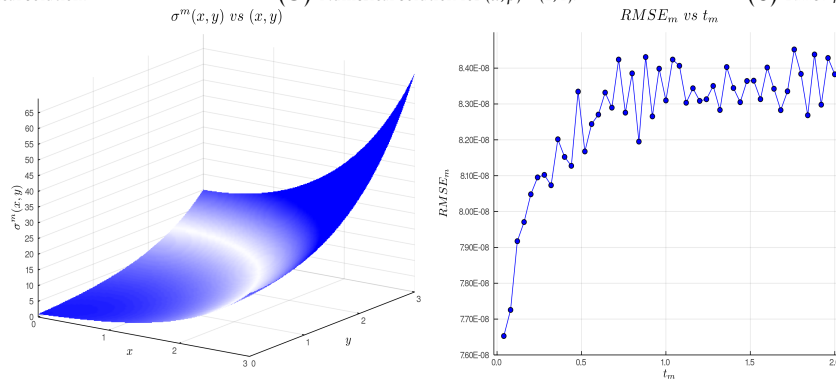 σ^m(x, y) vs (x, y)
65
60
55
50
45
40
35
30
25
20
15
10
5
0
σ^m(x, y)
0
1
2
3
x
0
1
2
3
y
RMSE_m vs t_m
8.40E-08
8.30E-08
8.20E-08
8.10E-08
8.00E-08
7.90E-08
7.80E-08
7.70E-08
7.60E-08
RMSE_m
0.0
0.5
1.0
1.5
2.0
t_m